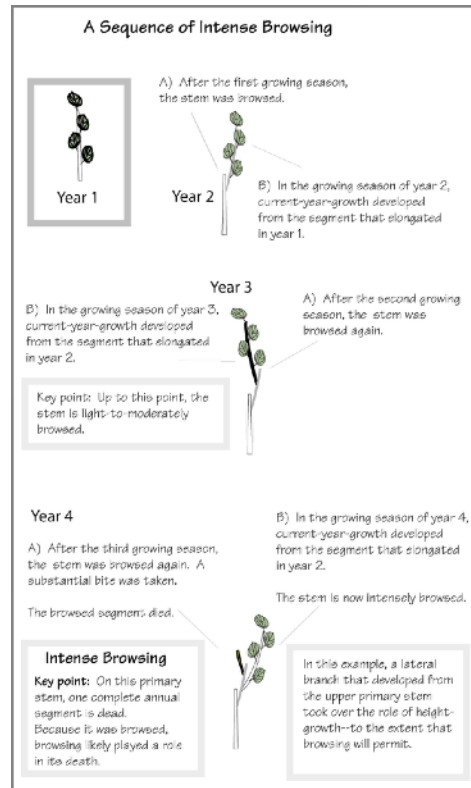 A Sequence of Intense Browsing
A) After the first growing season,
the stem was browsed.
Year 1
Year 2
B) In the growing season of year 2,
current-year-growth developed
from the segment that elongated
in year 1.
Year 3
B) In the growing season of year 3,
current-year-growth developed
from the segment that elongated
in year 2.
A) After the second growing
season, the stem was
browsed again.
Key point: Up to this point, the
stem is light-to-moderately
browsed.
Year 4
A) After the third growing season,
the stem was browsed again. A
substantial bite was taken.
The browsed segment died.
B) In the growing season of year 4,
current-year-growth developed
from the segment that elongated
in year 2.
The stem is now intensely browsed.
Intense Browsing
Key point: On this primary
stem, one complete annual
segment is dead.
Because it was browsed,
browsing likely played a role
in its death.
In this example, a lateral
branch that developed from
the upper primary stem
took over the role of height-
growth--to the extent that
browsing will permit.